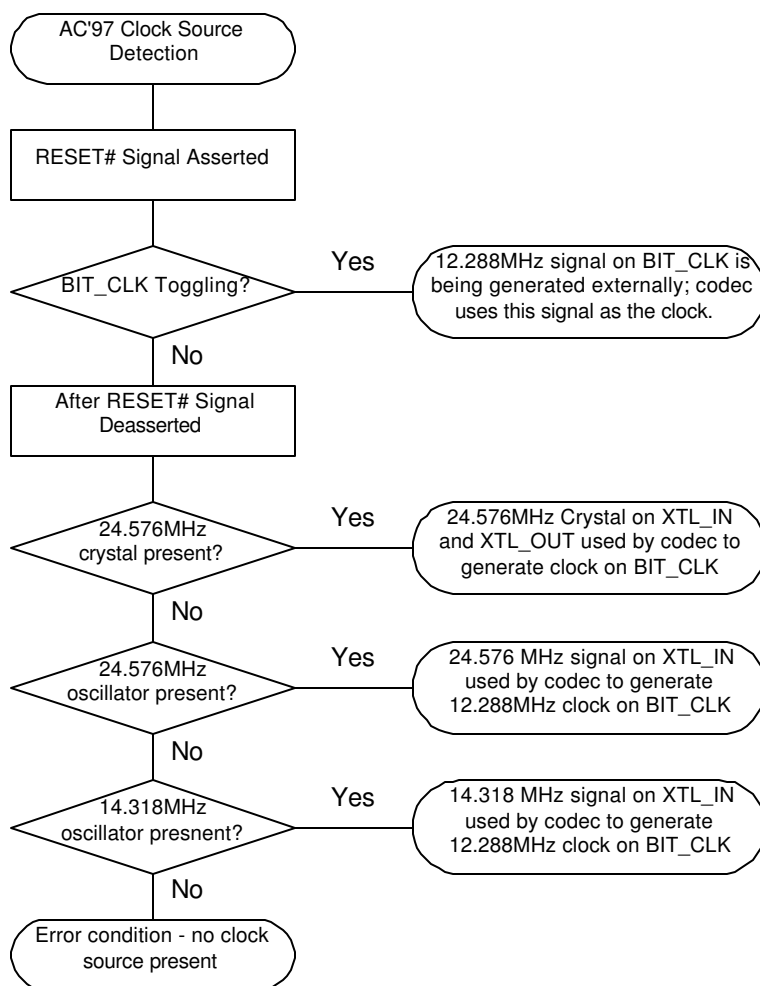 AC'97 Clock Source
Detection
RESET# Signal Asserted
BIT_CLK Toggling?
Yes
12.288MHz signal on BIT_CLK is
being generated externally; codec
uses this signal as the clock.
No
After RESET# Signal
Deasserted
24.576MHz
crystal present?
Yes
24.576MHz Crystal on XTL_IN
and XTL_OUT used by codec to
generate clock on BIT_CLK
No
24.576MHz
oscillator present?
Yes
24.576 MHz signal on XTL_IN
used by codec to generate
12.288MHz clock on BIT_CLK
No
14.318MHz
oscillator presnent?
Yes
14.318 MHz signal on XTL_IN
used by codec to generate
12.288MHz clock on BIT_CLK
No
Error condition - no clock
source present